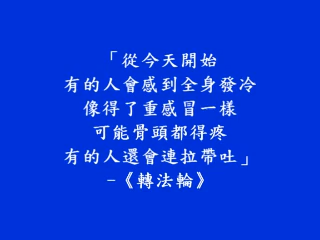 「從今天開始
有的人會感到全身發冷
像得了重感冒一樣
可能骨頭都得疼
有的人還會連拉帶吐」
-《轉法輪》